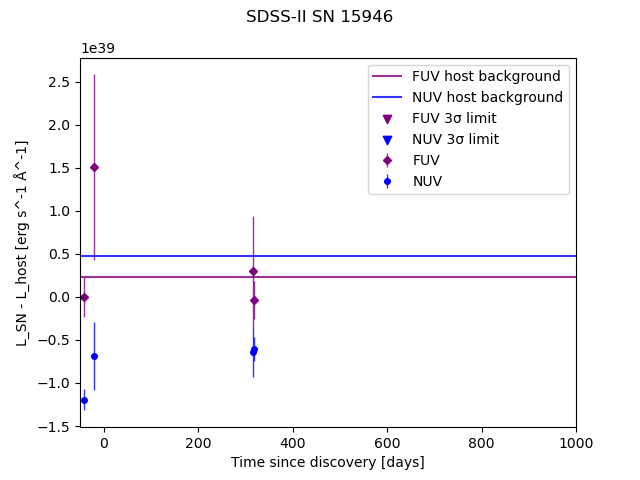 SDSS-II SN 15946
1e39
FUV host background
NUV host background
FUV 3σ limit
NUV 3σ limit
FUV
NUV
L_SN - L_host [erg s^-1 Å^-1]
2.5
2.0
1.5
1.0
0.5
0.0
−0.5
−1.0
−1.5
0 200 400 600 800 1000
Time since discovery [days]